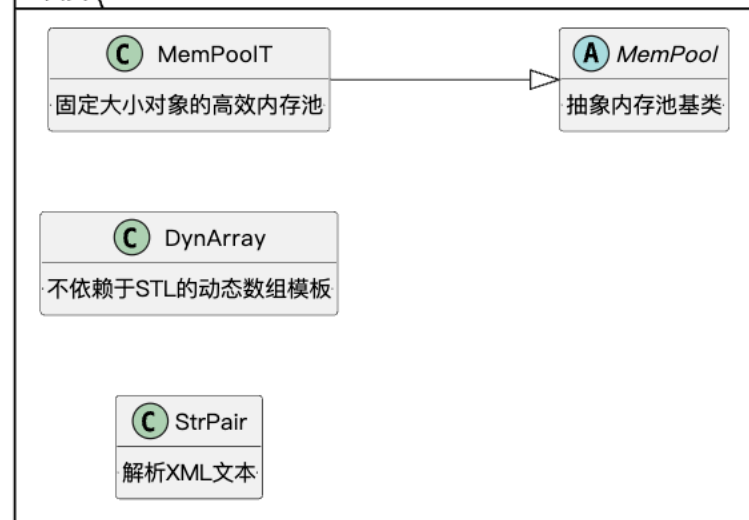 C MemPoolT
固定大小对象的高效内存池
A MemPool
抽象内存池基类
C DynArray
不依赖于STL的动态数组模板
C StrPair
解析XML文本